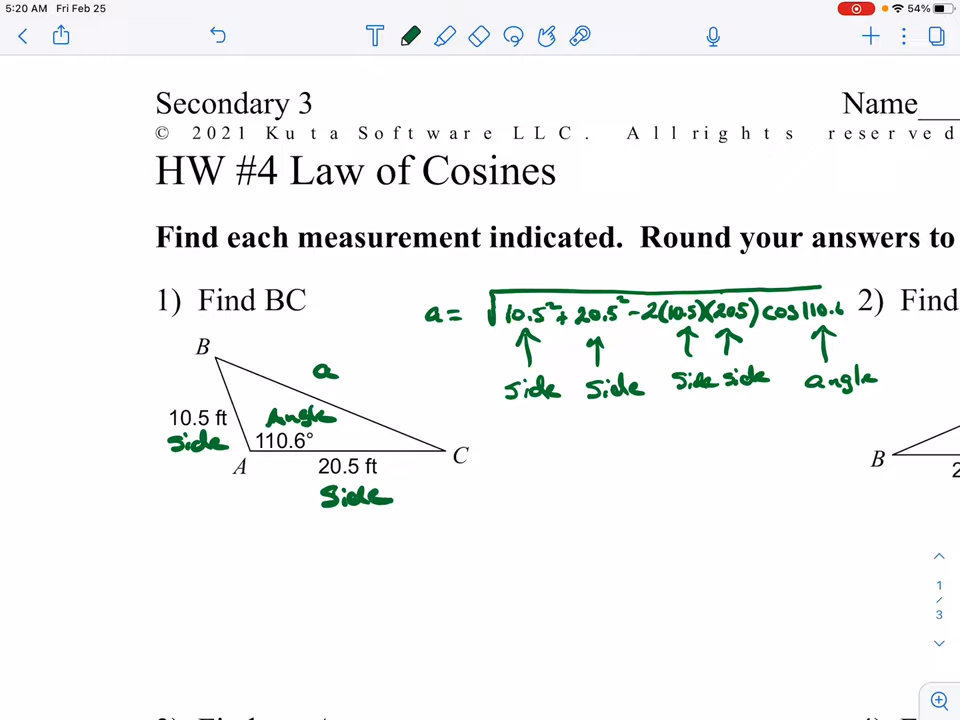 5:20 AM Fri Feb 25 54%
T
Secondary 3 Name
© 2021 Kuta Software LLC. All rights reserved
HW #4 Law of Cosines
Find each measurement indicated. Round your answers to
1) Find BC
a = √10.5²+ 20.5² - 2(10.5)(20.5) cos 110.6
2) Find
side side side side angle
B
a
10.5 ft
side
Angle
110.6°
A
20.5 ft
C
side
B
2
1
/
3